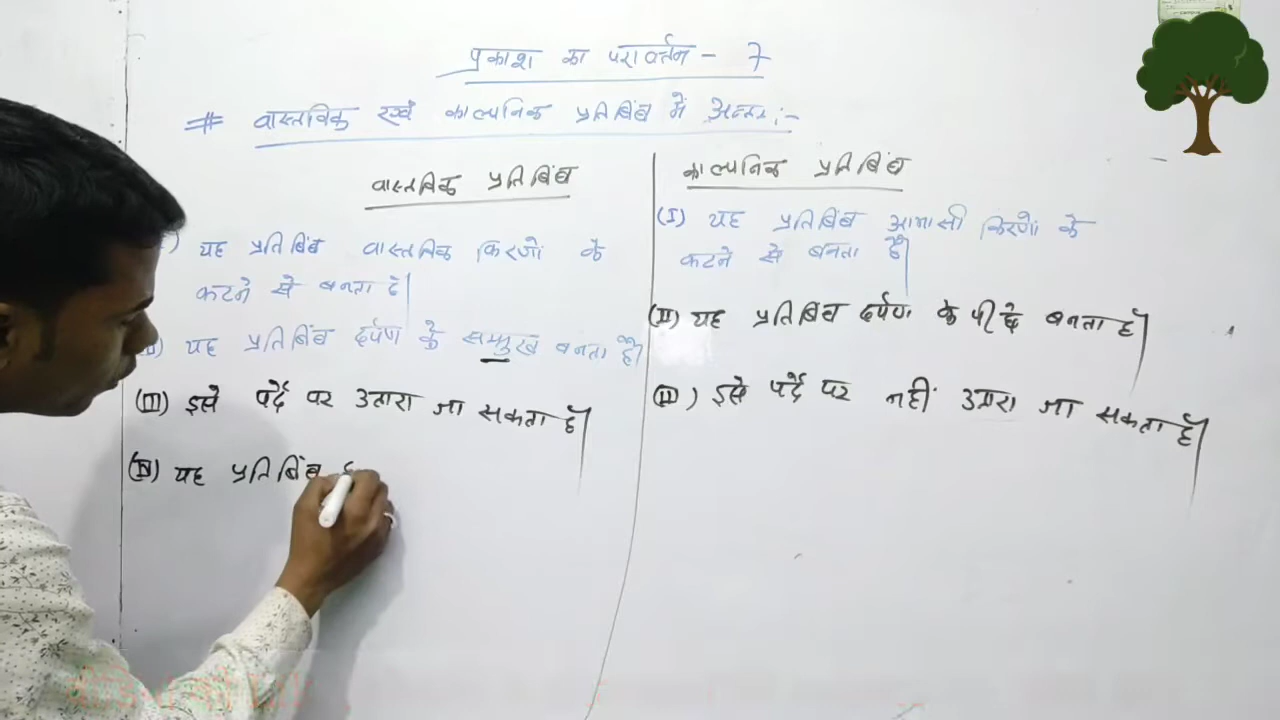 प्रकाश का परावर्तन - 7
# वास्तविक एवं काल्पनिक प्रतिबिंब में अन्तर :-
वास्तविक प्रतिबिंब
यह प्रतिबिंब वास्तविक किरणों के
कटने से बनता है।
यह प्रतिबिंब दर्पण के सम्मुख बनता है।
(III) इसे पर्दे पर उतारा जा सकता है।
(IV) यह प्रतिबिंब
काल्पनिक प्रतिबिंब
(I) यह प्रतिबिंब आभासी किरणों के
कटने से बनता है।
(II) यह प्रतिबिंब दर्पण के पीछे बनता है।
(III) इसे पर्दे पर नहीं उतारा जा सकता है।